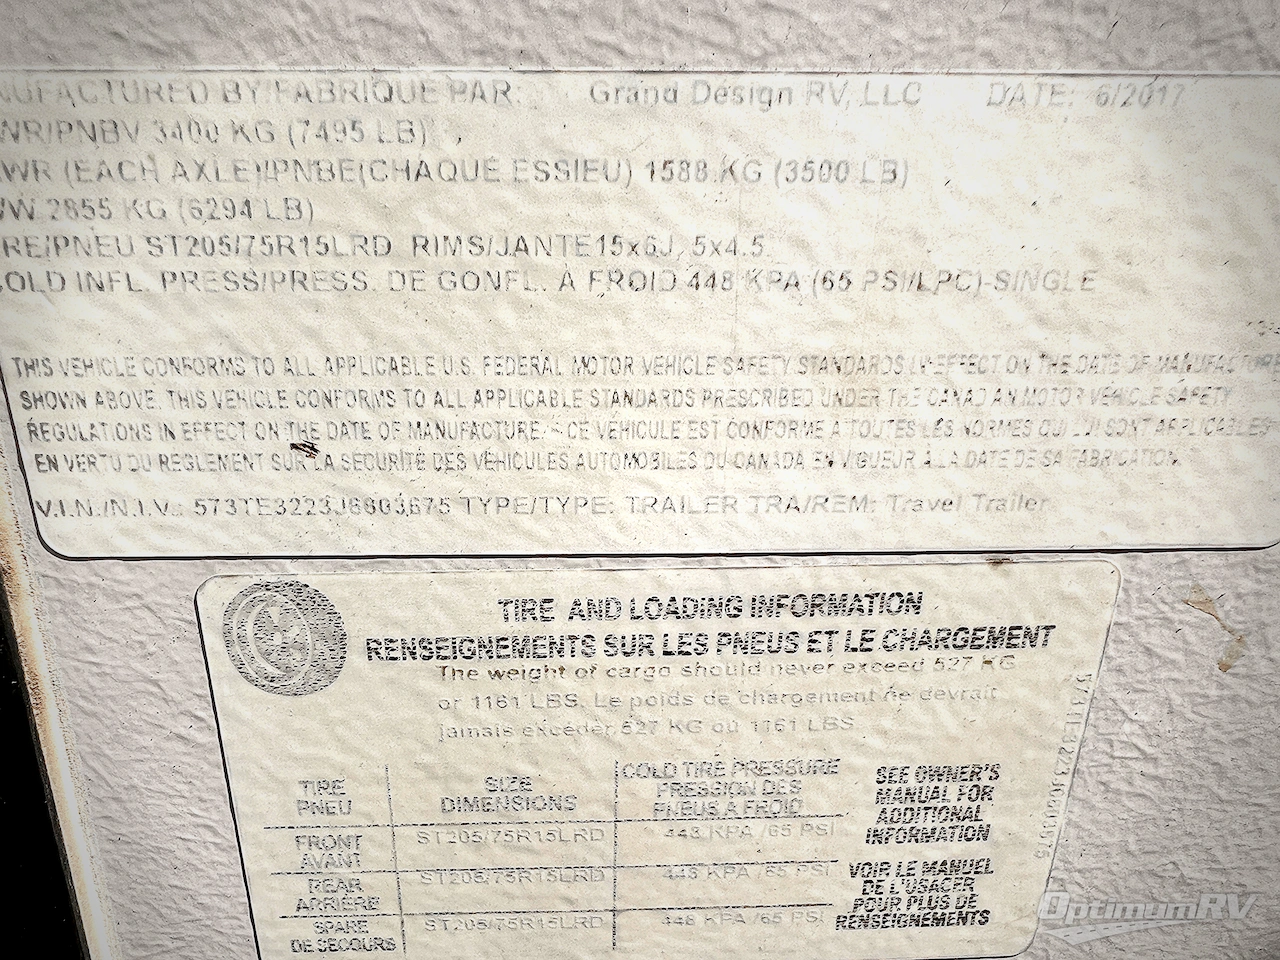 NUFACTURED BY/FABRIQUE PAR: Grand Design RV, LLC DATE: 6/2017
WR/PNBV 3400 KG (7495 LB)
WR (EACH AXLE)/PNBE(CHAQUE ESSIEU) 1588 KG (3500 LB)
VW 2855 KG (6294 LB)
RE/PNEU ST205/75R15LRD RIMS/JANTE15x6J, 5x4.5
COLD INFL. PRESS/PRESS. DE GONFL. À FROID 448 KPA (65 PSI/LPC)-SINGLE
THIS VEHICLE CONFORMS TO ALL APPLICABLE U.S. FEDERAL MOTOR VEHICLE SAFETY STANDARDS IN EFFECT ON THE DATE OF MANUFACTURE
SHOWN ABOVE. THIS VEHICLE CONFORMS TO ALL APPLICABLE STANDARDS PRESCRIBED UNDER THE CANADIAN MOTOR VEHICLE SAFETY
REGULATIONS IN EFFECT ON THE DATE OF MANUFACTURE. - CE VÉHICULE EST CONFORME À TOUTES LES NORMES QUI LUI SONT APPLICABLES
EN VERTU DU RÈGLEMENT SUR LA SÉCURITÉ DES VÉHICULES AUTOMOBILES DU CANADA EN VIGUEUR À LA DATE DE SA FABRICATION.
V.I.N./N.I.V.: TYPE/TYPE: TRAILER TRA/REM: Travel Trailer
TIRE AND LOADING INFORMATION
RENSEIGNEMENTS SUR LES PNEUS ET LE CHARGEMENT
The weight of cargo should never exceed 527 KG
or 1161 LBS. Le poids de chargement ne devrait
jamais excéder 527 KG ou 1161 LBS
TIRE PNEU
SIZE DIMENSIONS
COLD TIRE PRESSURE PRESSION DES PNEUS A FROID
FRONT AVANT ST205/75R15LRD 448 KPA /65 PSI
REAR ARRIÈRE ST205/75R15LRD 448 KPA /65 PSI
SPARE DE SECOURS ST205/75R15LRD 448 KPA /65 PSI
SEE OWNER'S
MANUAL FOR
ADDITIONAL
INFORMATION
VOIR LE MANUEL
DE L'USAGER
POUR PLUS DE
RENSEIGNEMENTS
OptimumRV